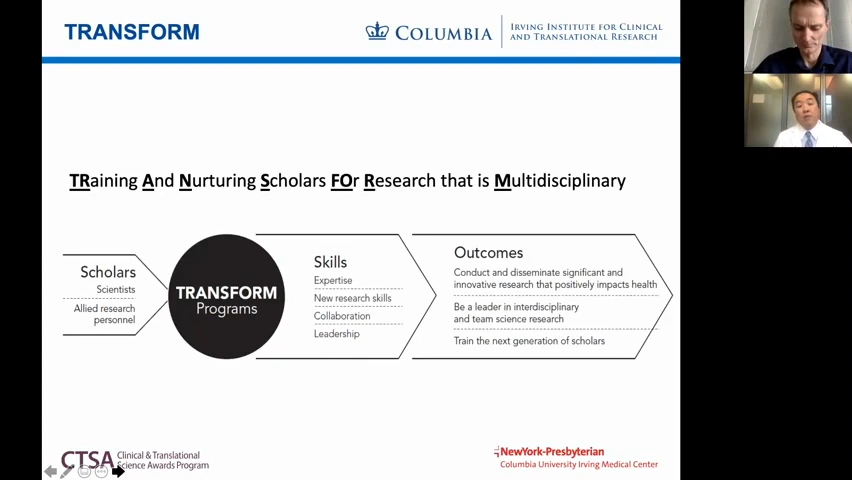 TRANSFORM
COLUMBIA
IRVING INSTITUTE FOR CLINICAL
AND TRANSLATIONAL RESEARCH
TRaining And Nurturing Scholars FOr Research that is Multidisciplinary
Scholars
Scientists
Allied research
personnel
TRANSFORM
Programs
Skills
Expertise
New research skills
Collaboration
Leadership
Outcomes
Conduct and disseminate significant and
innovative research that positively impacts health
Be a leader in interdisciplinary
and team science research
Train the next generation of scholars
CTSA
Clinical & Translational
Science Awards Program
NewYork-Presbyterian
Columbia University Irving Medical Center